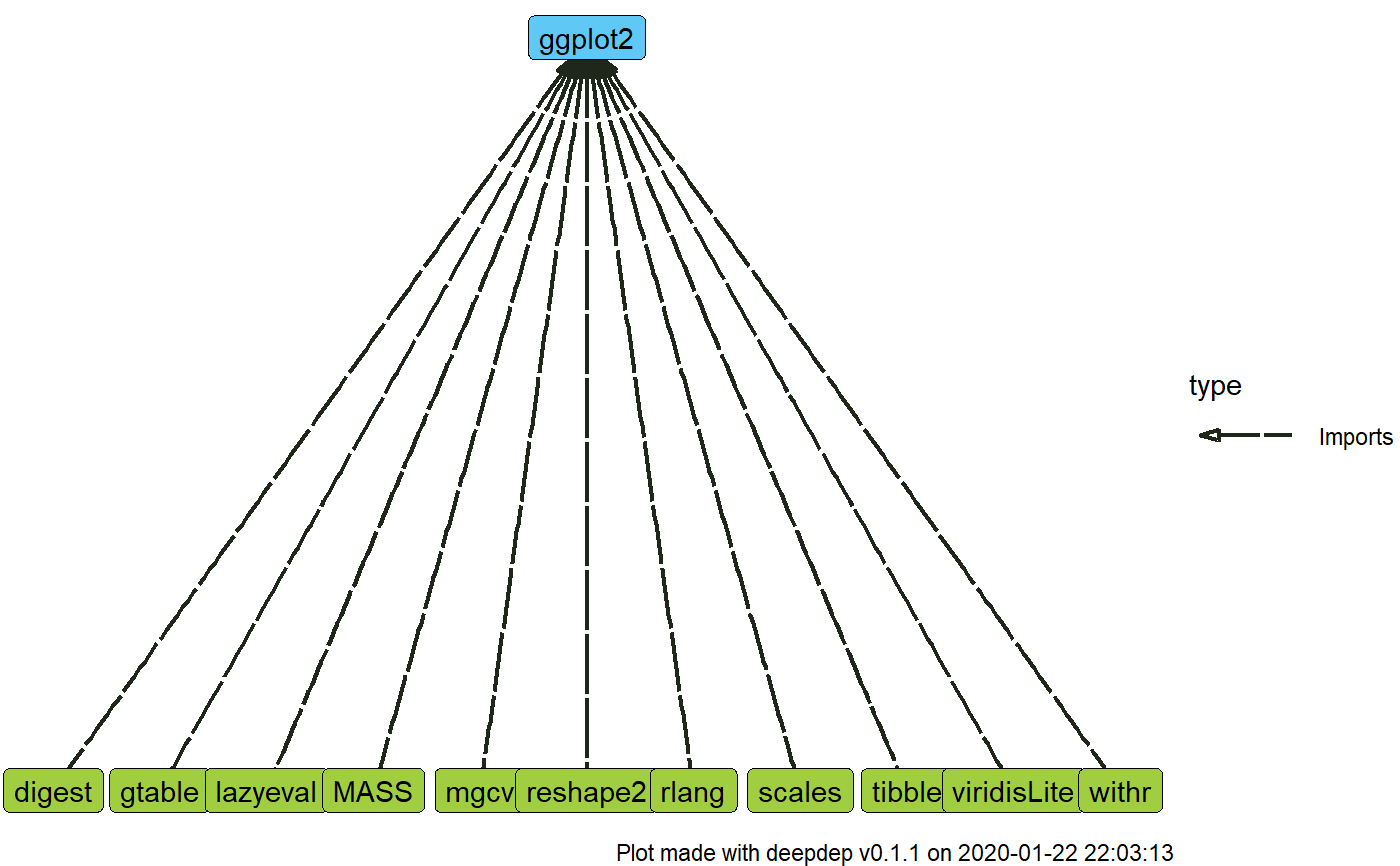 ggplot2
type
Imports
digest gtable lazyeval MASS mgcv reshape2 rlang scales tibble viridisLite withr
Plot made with deepdep v0.1.1 on 2020-01-22 22:03:13